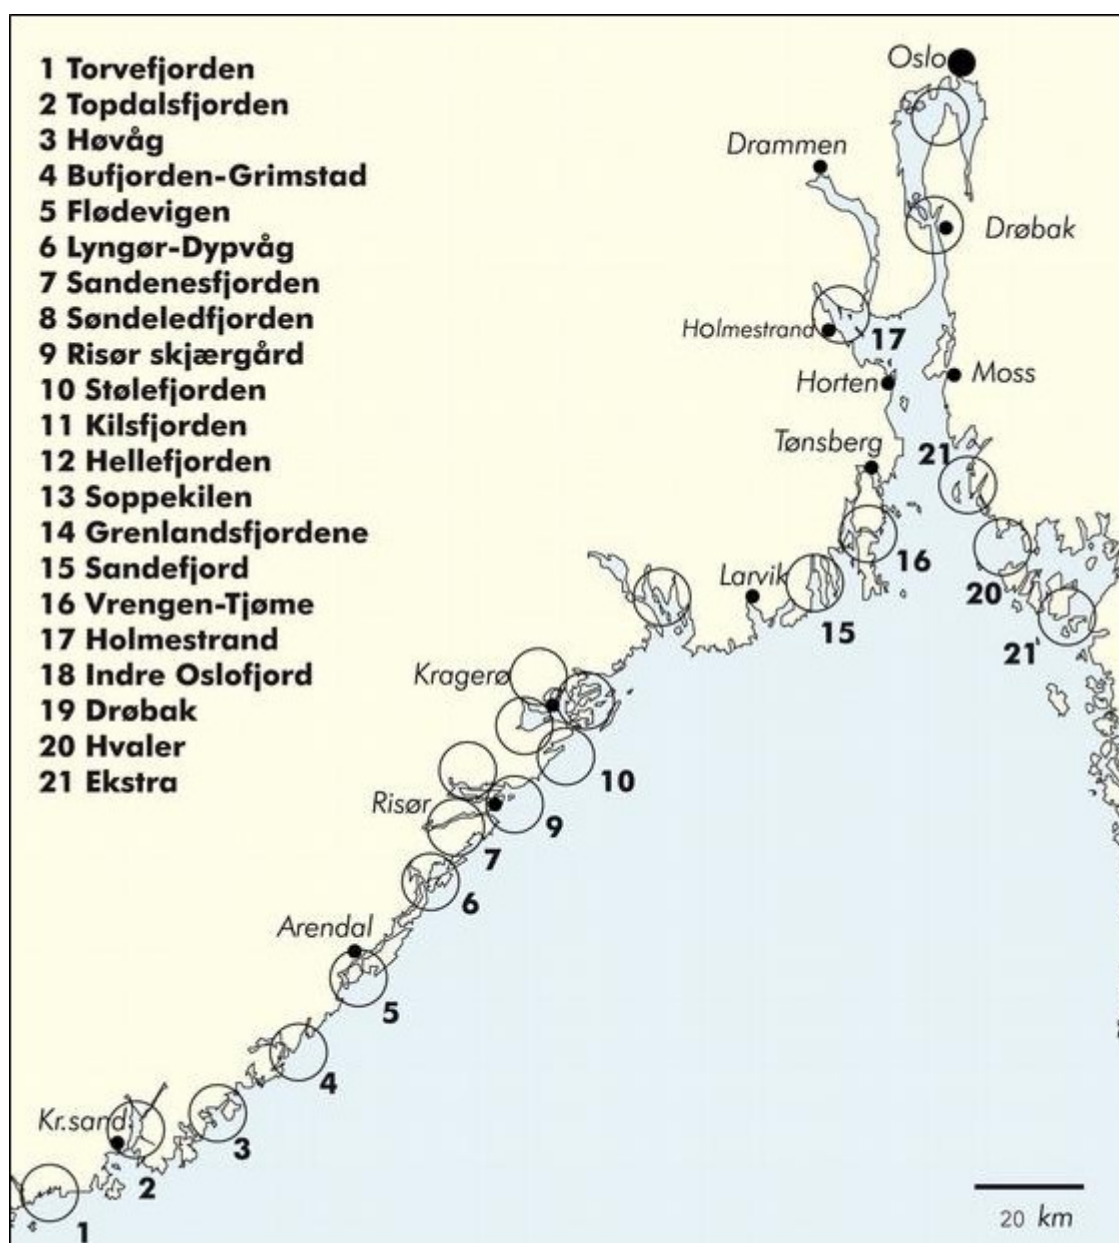 1 Torvefjorden
2 Topdalsfjorden
3 Høvåg
4 Bufjorden-Grimstad
5 Flødevigen
6 Lyngør-Dypvåg
7 Sandenesfjorden
8 Søndeledfjorden
9 Risør skjærgård
10 Stølefjorden
11 Kilsfjorden
12 Hellefjorden
13 Soppekilen
14 Grenlandsfjordene
15 Sandefjord
16 Vrengen-Tjøme
17 Holmestrand
18 Indre Oslofjord
19 Drøbak
20 Hvaler
21 Ekstra
Oslo
Drammen
Drøbak
Holmestrand
17
Horten
Moss
Tønsberg
21
16
Larvik
20
15
21
Kragerø
10
Risør
9
7
6
Arendal
5
4
Kr.sand.
3
2
1
20 km